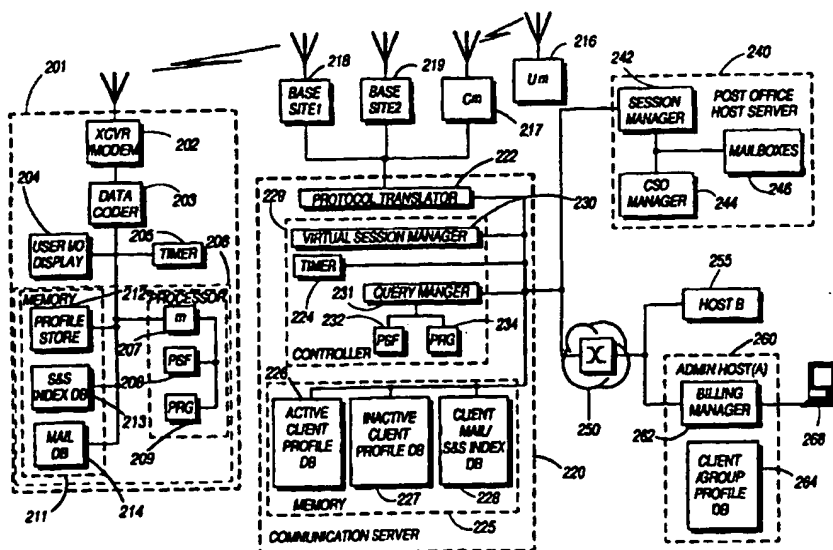 201
218
219
216
242
240
BASE
SITE1
BASE
SITE2
Cm
217
Um
SESSION
MANAGER
POST OFFICE
HOST SERVER
MAILBOXES
CSO
MANAGER
244
246
XCVR
/MODEM
202
204
DATA
CODER
203
205
206
USER I/O
DISPLAY
TIMER
MEMORY
212
PROCESSOR
PROFILE
STORE
m
207
S&S
INDEX DB
213
PSF
208
MAIL
DB
PRG
209
211
214
222
229
PROTOCOL TRANSLATOR
230
VIRTUAL SESSION MANAGER
TIMER
224
231
QUERY MANGER
232
PSF
PRG
234
CONTROLLER
226
ACTIVE
CLIENT
PROFILE
DB
INACTIVE
CLIENT
PROFILE DB
CLIENT
MAIL/
S&S INDEX
DB
227
228
MEMORY
225
220
COMMUNICATION SERVER
250
255
HOST B
260
ADMIN HOST(A)
BILLING
MANAGER
262
268
CLIENT
/GROUP
PROFILE
DB
264